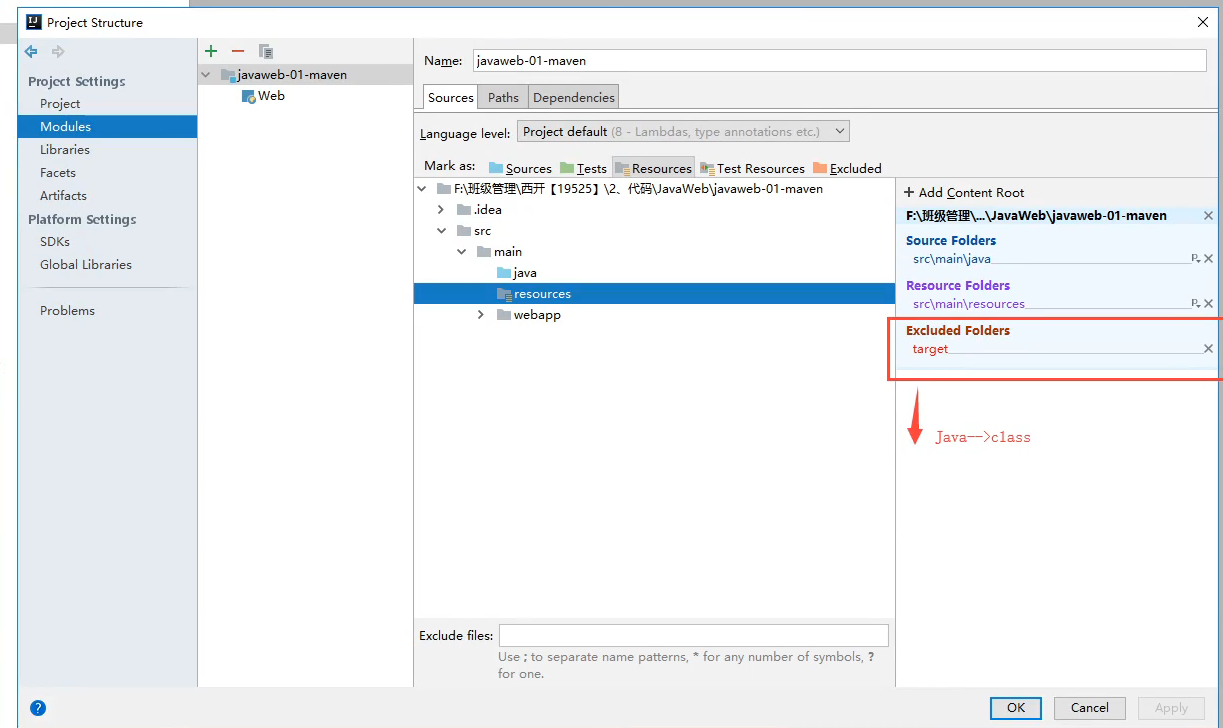 Project Structure
Project Settings
Project
Modules
Libraries
Facets
Artifacts
Platform Settings
SDKs
Global Libraries
Problems
javaweb-01-maven
Web
Name: javaweb-01-maven
Sources Paths Dependencies
Language level: Project default (8 - Lambdas, type annotations etc.)
Mark as: Sources Tests Resources Test Resources Excluded
F:\班级管理\西开【19525】\2、代码\JavaWeb\javaweb-01-maven
.idea
src
main
java
resources
webapp
+ Add Content Root
F:\班级管理\...\JavaWeb\javaweb-01-maven
Source Folders
src\main\java
Resource Folders
src\main\resources
Excluded Folders
target
Java-->class
Exclude files:
Use ; to separate name patterns, * for any number of symbols, ?
for one.
?
OK Cancel Apply